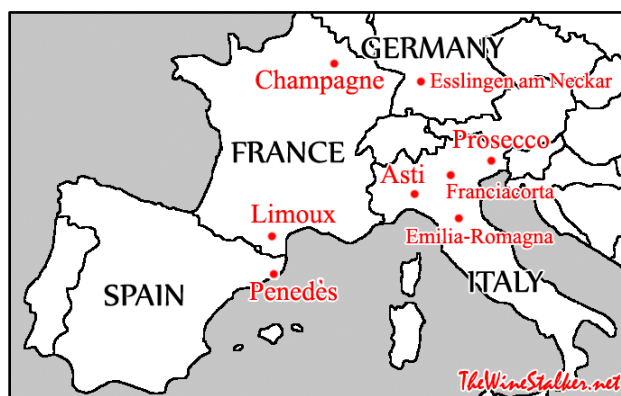 GERMANY
Champagne
Esslingen am Neckar
Prosecco
FRANCE
Asti
Franciacorta
Limoux
Emilia-Romagna
ITALY
SPAIN
Penedès
TheWineStalker.net